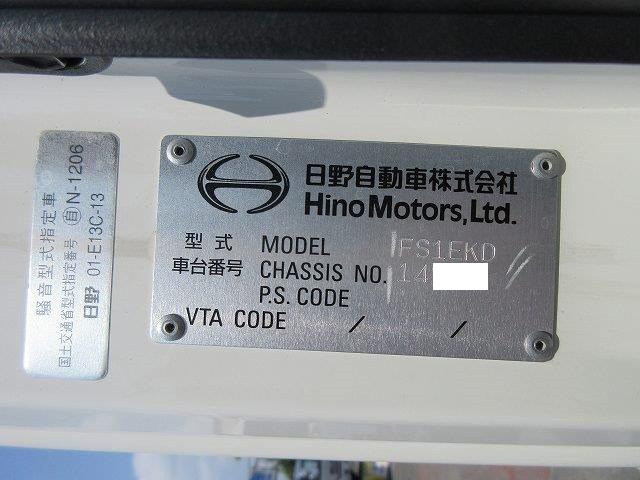 騒音型式指定車
国土交通省型式指定番号 自 N-1206
日野 01-E13C-13
日野自動車株式会社
Hino Motors, Ltd.
型式 MODEL FS1EKD
車台番号 CHASSIS NO. 14
P.S. CODE
VTA CODE / /